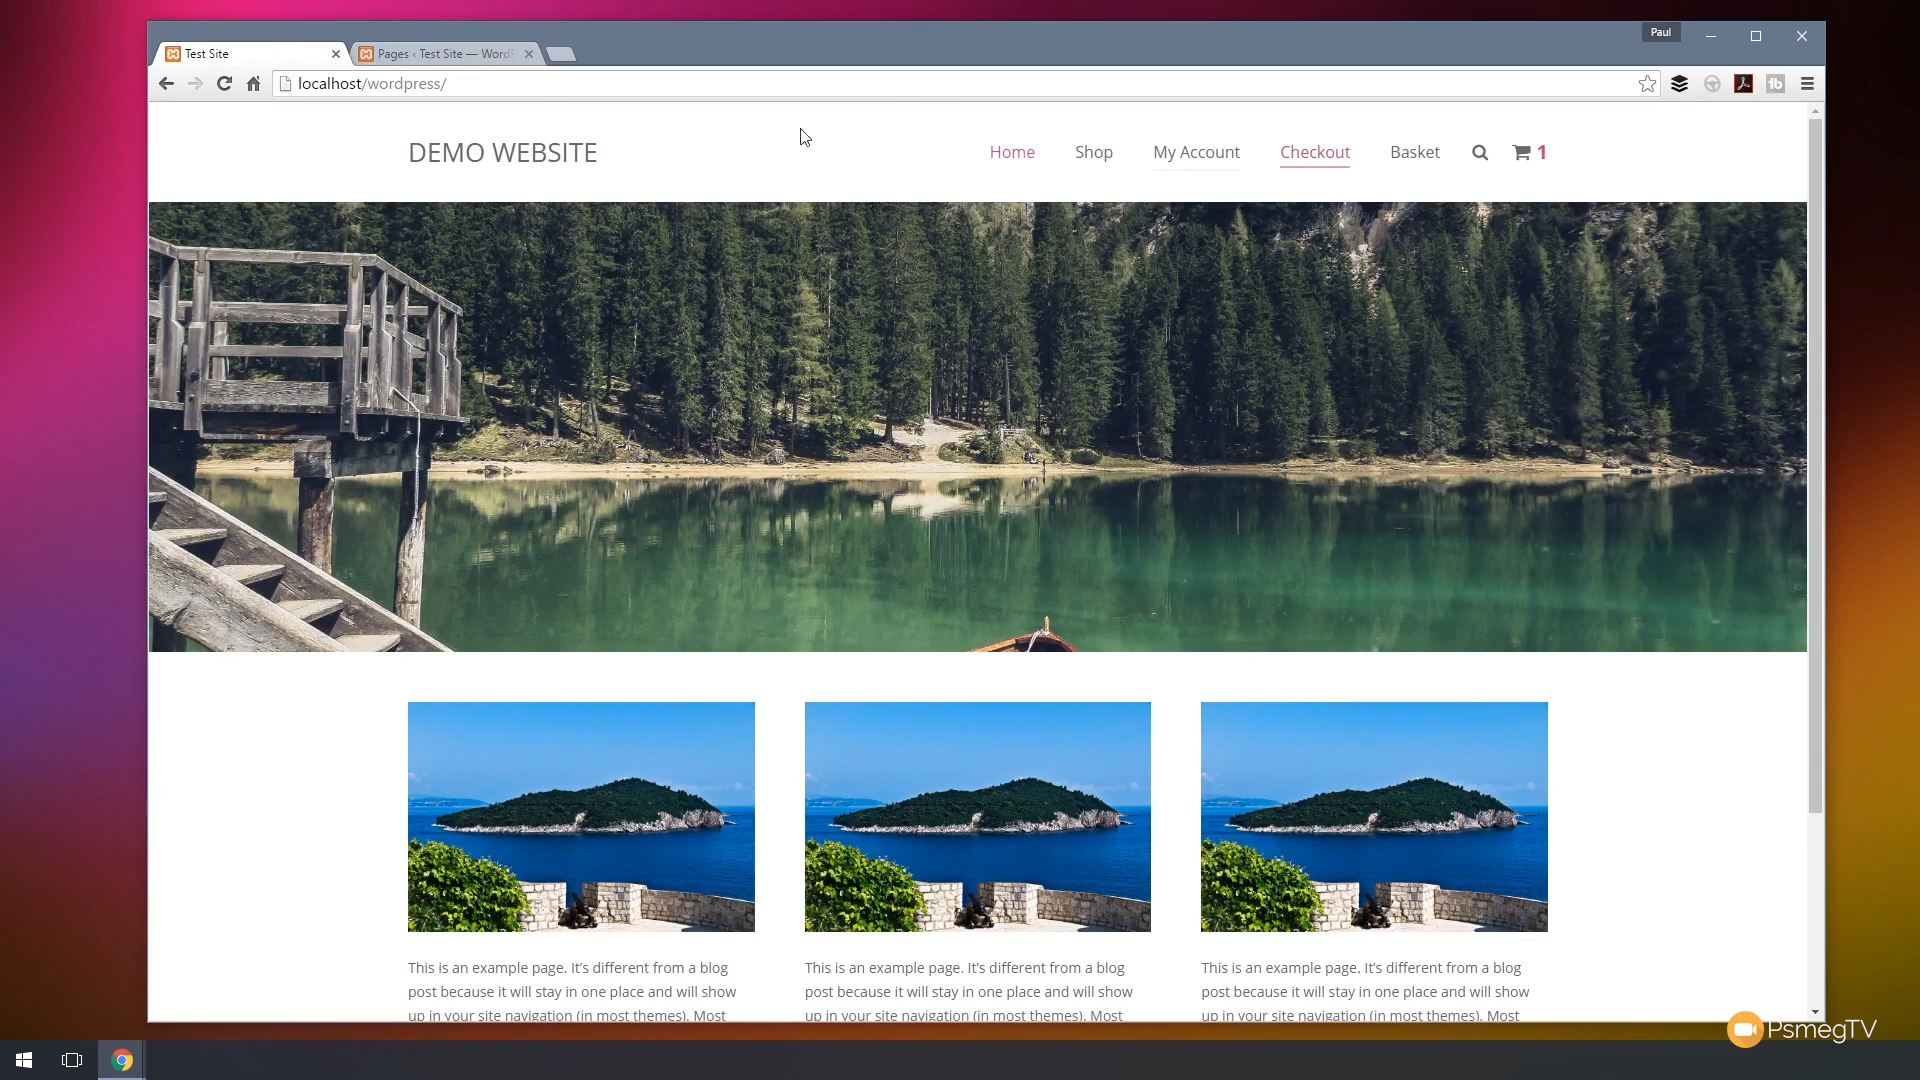 Paul
Test Site
Pages ‹ Test Site — Word
localhost/wordpress/
DEMO WEBSITE
Home
Shop
My Account
Checkout
Basket
1
This is an example page. It’s different from a blog
post because it will stay in one place and will show
up in your site navigation (in most themes). Most
This is an example page. It’s different from a blog
post because it will stay in one place and will show
up in your site navigation (in most themes). Most
This is an example page. It’s different from a blog
post because it will stay in one place and will show
up in your site navigation (in most themes). Most
PsmegTV